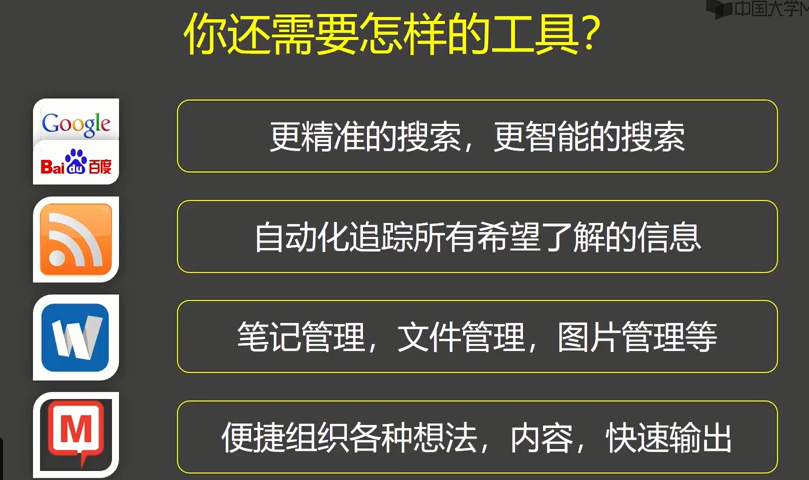 中国大学M
你还需要怎样的工具？
Google
Bai du 百度
更精准的搜索，更智能的搜索
自动化追踪所有希望了解的信息
W
笔记管理，文件管理，图片管理等
M
便捷组织各种想法，内容，快速输出